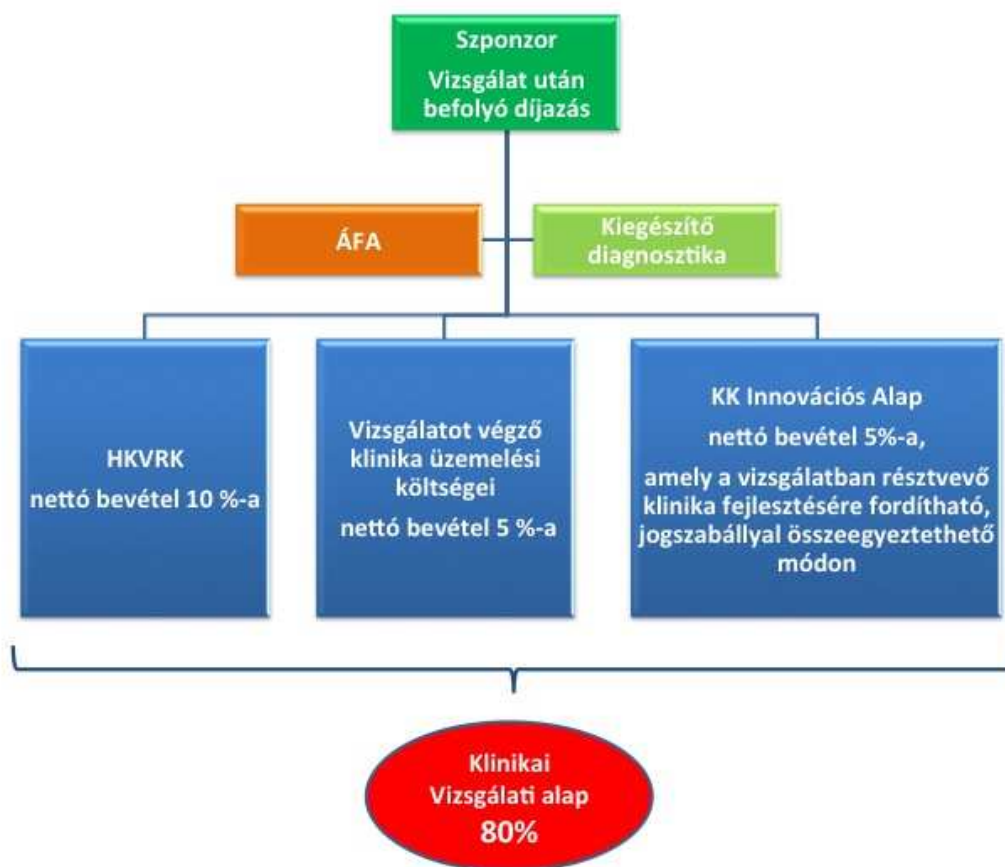 Szponzor
Vizsgálat után
befolyó díjazás
ÁFA
Kiegészítő
diagnosztika
HKVRK
nettó bevétel 10 %-a
Vizsgálatot végző
klinika üzemelési
költségei
nettó bevétel 5 %-a
KK Innovációs Alap
nettó bevétel 5%-a,
amely a vizsgálatban résztvevő
klinika fejlesztésére fordítható,
jogszabállyal összeegyeztethető
módon
Klinikai
Vizsgálati alap
80%